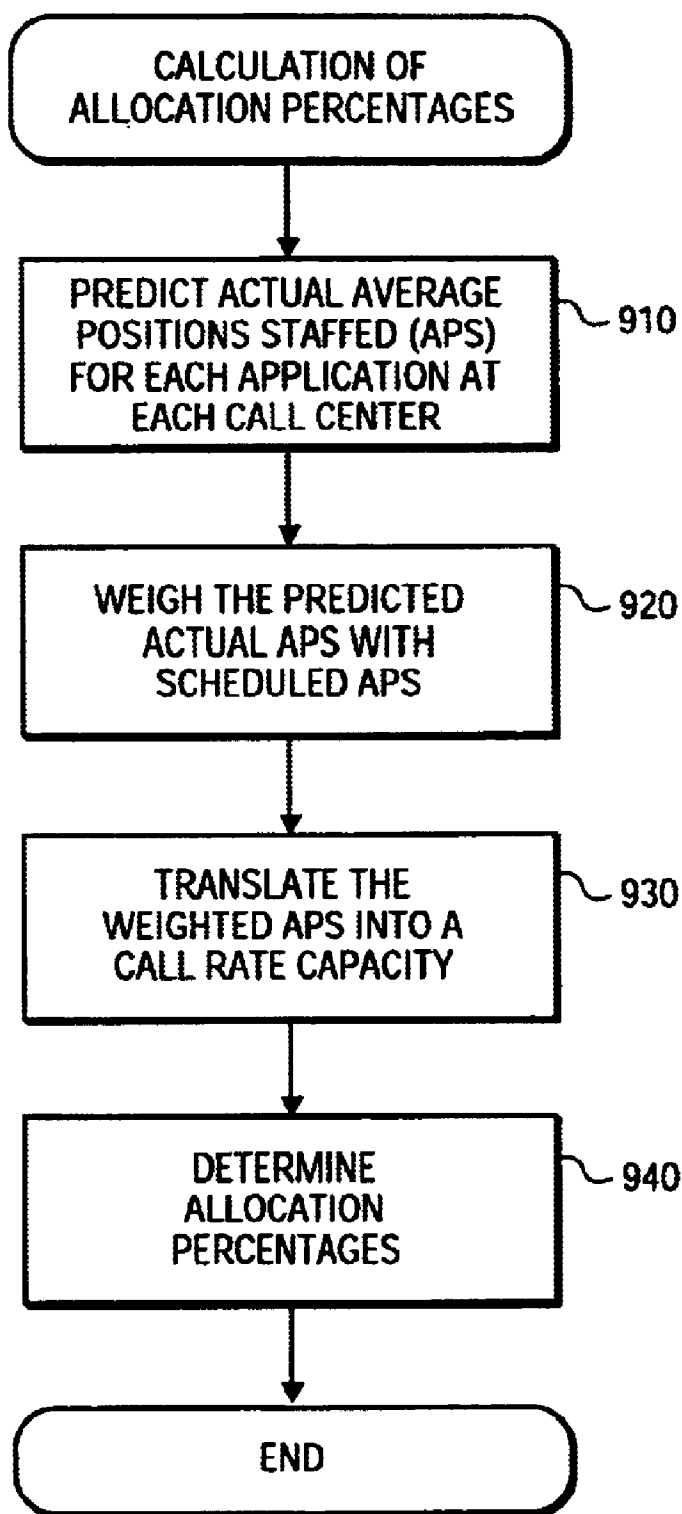 CALCULATION OF
ALLOCATION PERCENTAGES
PREDICT ACTUAL AVERAGE
POSITIONS STAFFED (APS)
FOR EACH APPLICATION AT
EACH CALL CENTER
910
WEIGH THE PREDICTED
ACTUAL APS WITH
SCHEDULED APS
920
TRANSLATE THE
WEIGHTED APS INTO A
CALL RATE CAPACITY
930
DETERMINE
ALLOCATION
PERCENTAGES
940
END